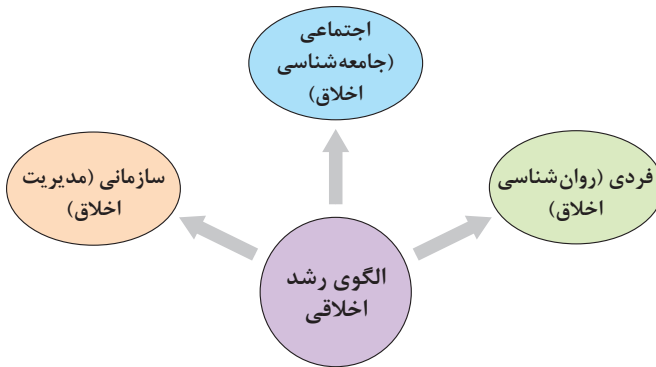 اجتماعی
(جامعه‌شناسی
اخلاق)
فردی (روان‌شناسی
اخلاق)
سازمانی (مدیریت
اخلاق)
الگوی رشد
اخلاقی